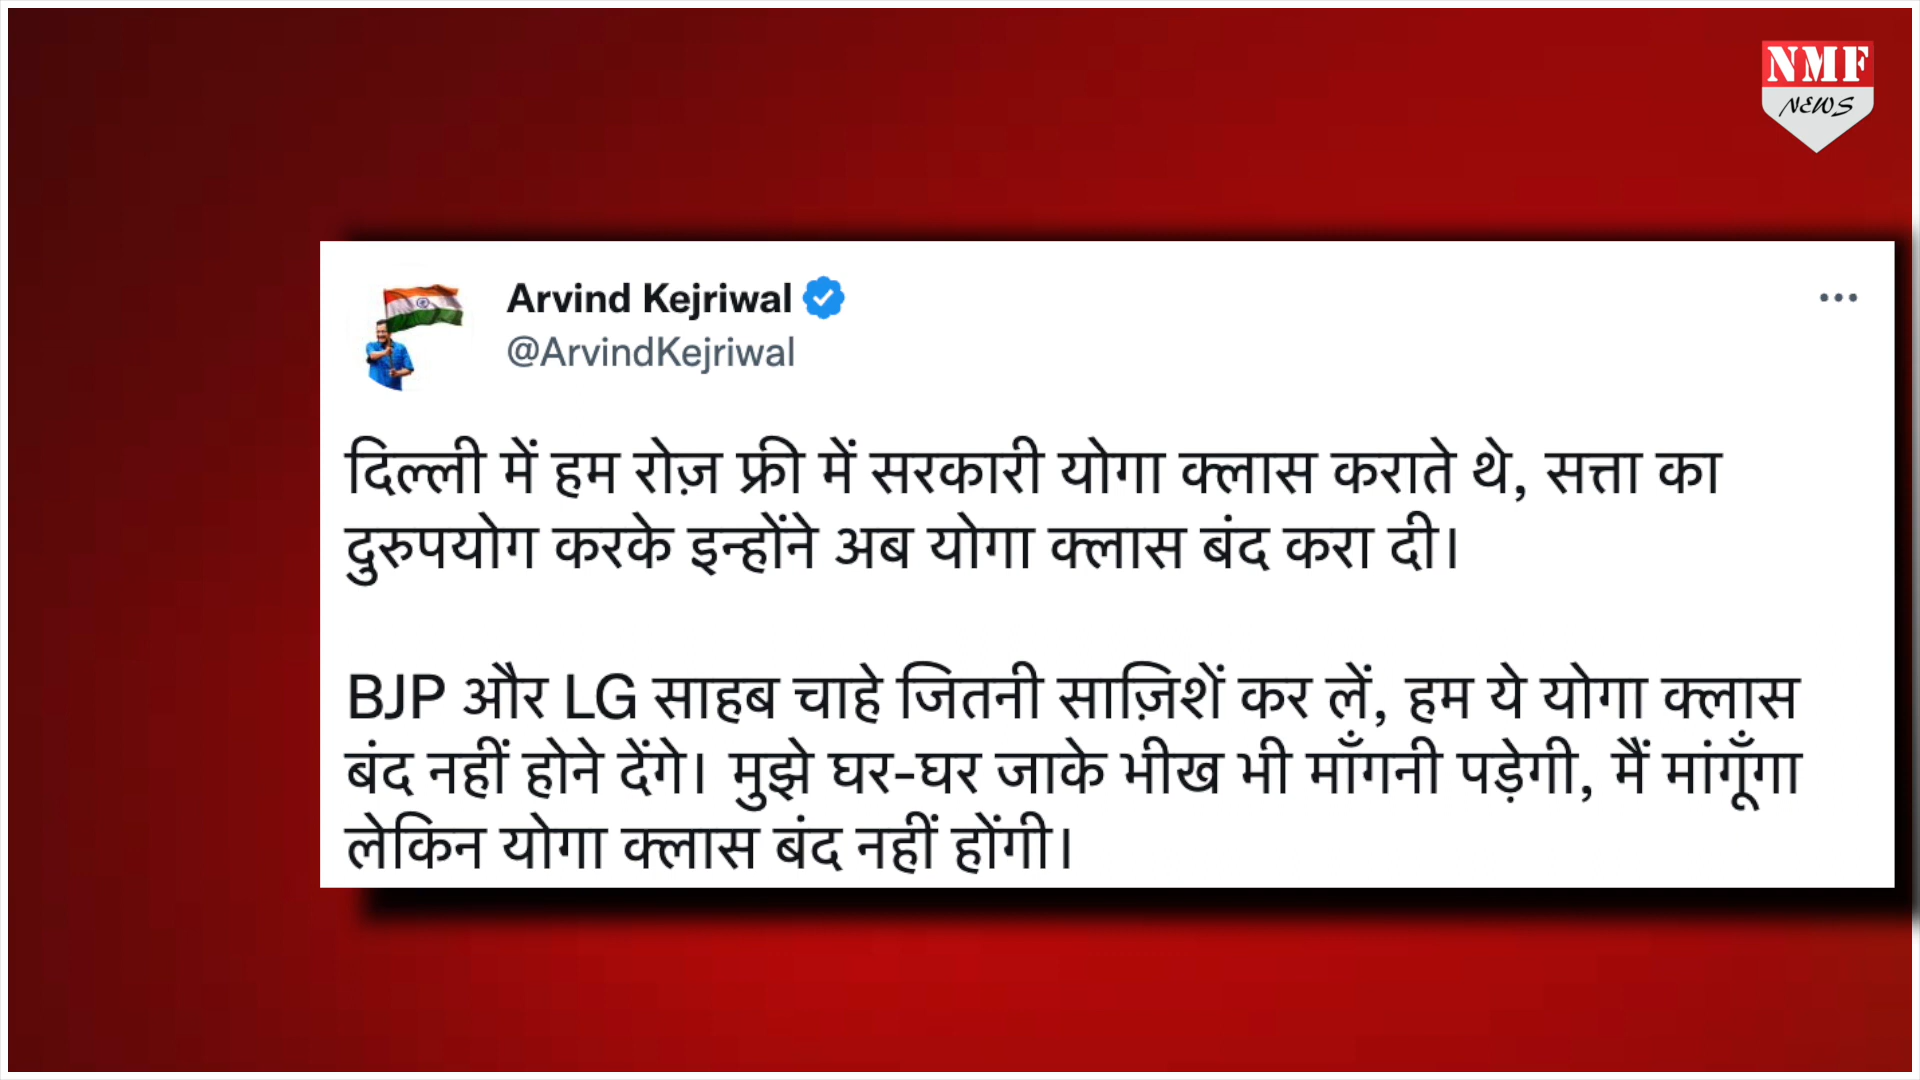 NMF
NEWS
Arvind Kejriwal
@ArvindKejriwal
दिल्ली में हम रोज़ फ्री में सरकारी योगा क्लास कराते थे, सत्ता का
दुरुपयोग करके इन्होंने अब योगा क्लास बंद करा दी।
BJP और LG साहब चाहे जितनी साज़िशें कर लें, हम ये योगा क्लास
बंद नहीं होने देंगे। मुझे घर-घर जाके भीख भी माँगनी पड़ेगी, मैं मांगूँगा
लेकिन योगा क्लास बंद नहीं होंगी।